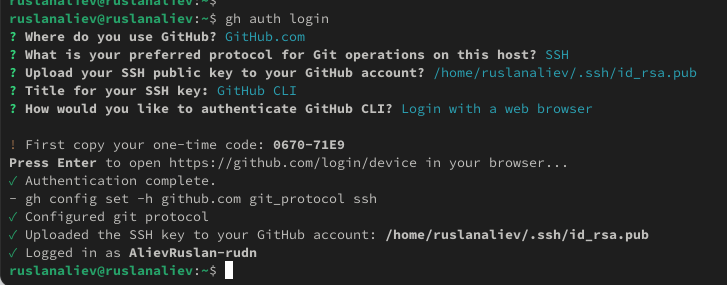 ruslanaliev@ruslanaliev:~$
ruslanaliev@ruslanaliev:~$ gh auth login
? Where do you use GitHub? GitHub.com
? What is your preferred protocol for Git operations on this host? SSH
? Upload your SSH public key to your GitHub account? /home/ruslanaliev/.ssh/id_rsa.pub
? Title for your SSH key: GitHub CLI
? How would you like to authenticate GitHub CLI? Login with a web browser
! First copy your one-time code: 0670-71E9
Press Enter to open https://github.com/login/device in your browser...
✓ Authentication complete.
- gh config set -h github.com git_protocol ssh
✓ Configured git protocol
✓ Uploaded the SSH key to your GitHub account: /home/ruslanaliev/.ssh/id_rsa.pub
✓ Logged in as AlievRuslan-rudn
ruslanaliev@ruslanaliev:~$